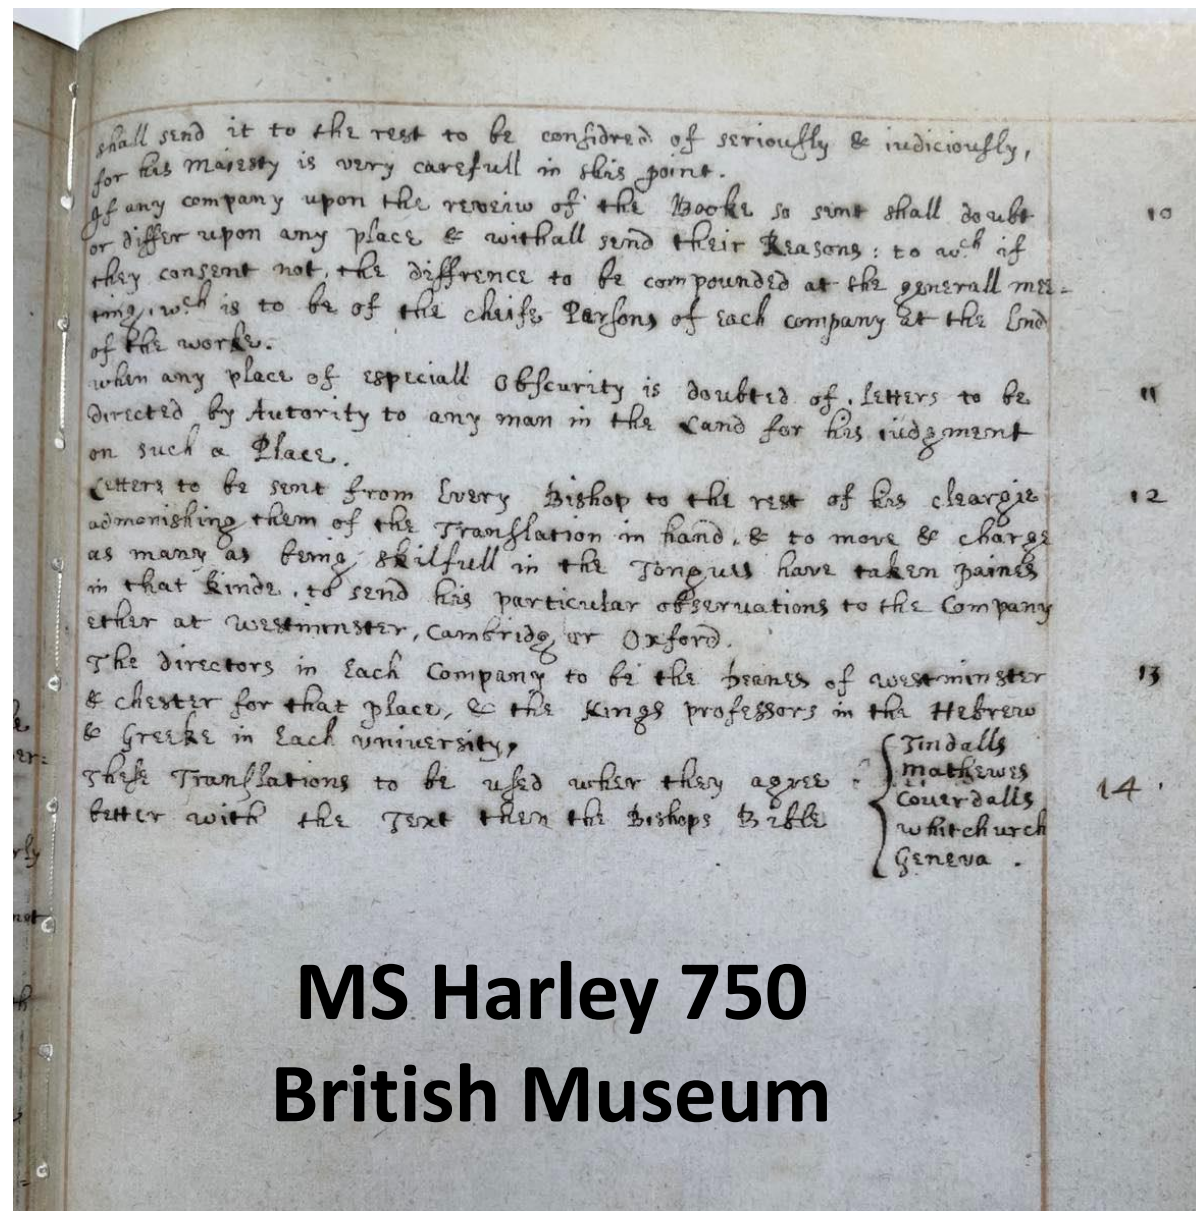 shall send it to the rest to be considred of seriously & iudiciously,
for his Maiesty is very carefull in this point.
If any company upon the reveiw of the Booke so sent shall doubt 10
or differ upon any place & withall send their Reasons: to wch if
they consent not, the diffrence to be compounded at the generall mee-
ting, wch is to be of the cheife Parsons of Each company at the End
of the worke.
when any place of especiall Obscurity is doubted of, Letters to be 11
directed by Autority to any man in the Land for his iudgment
on such a Place.
Letters to be sent from Every Bishop to the rest of his cleargie 12
admonishing them of the Translation in hand, & to move & charge
as many as being skilfull in the Tongues have taken paines
in that kinde, to send his particular observations to the Company
ether at westminster, Cambridg or Oxford.
The directors in Each Company to be the Deanes of westminster 13
& chester for that place, & the Kings professors in the Hebrew
& Greeke in Each university,
These Translations to be used wher they agree : 14
better with the Text then the Bishops Bible
Tindalls
Mathewes
Couerdalls
whitchurch
Geneva .
MS Harley 750
British Museum